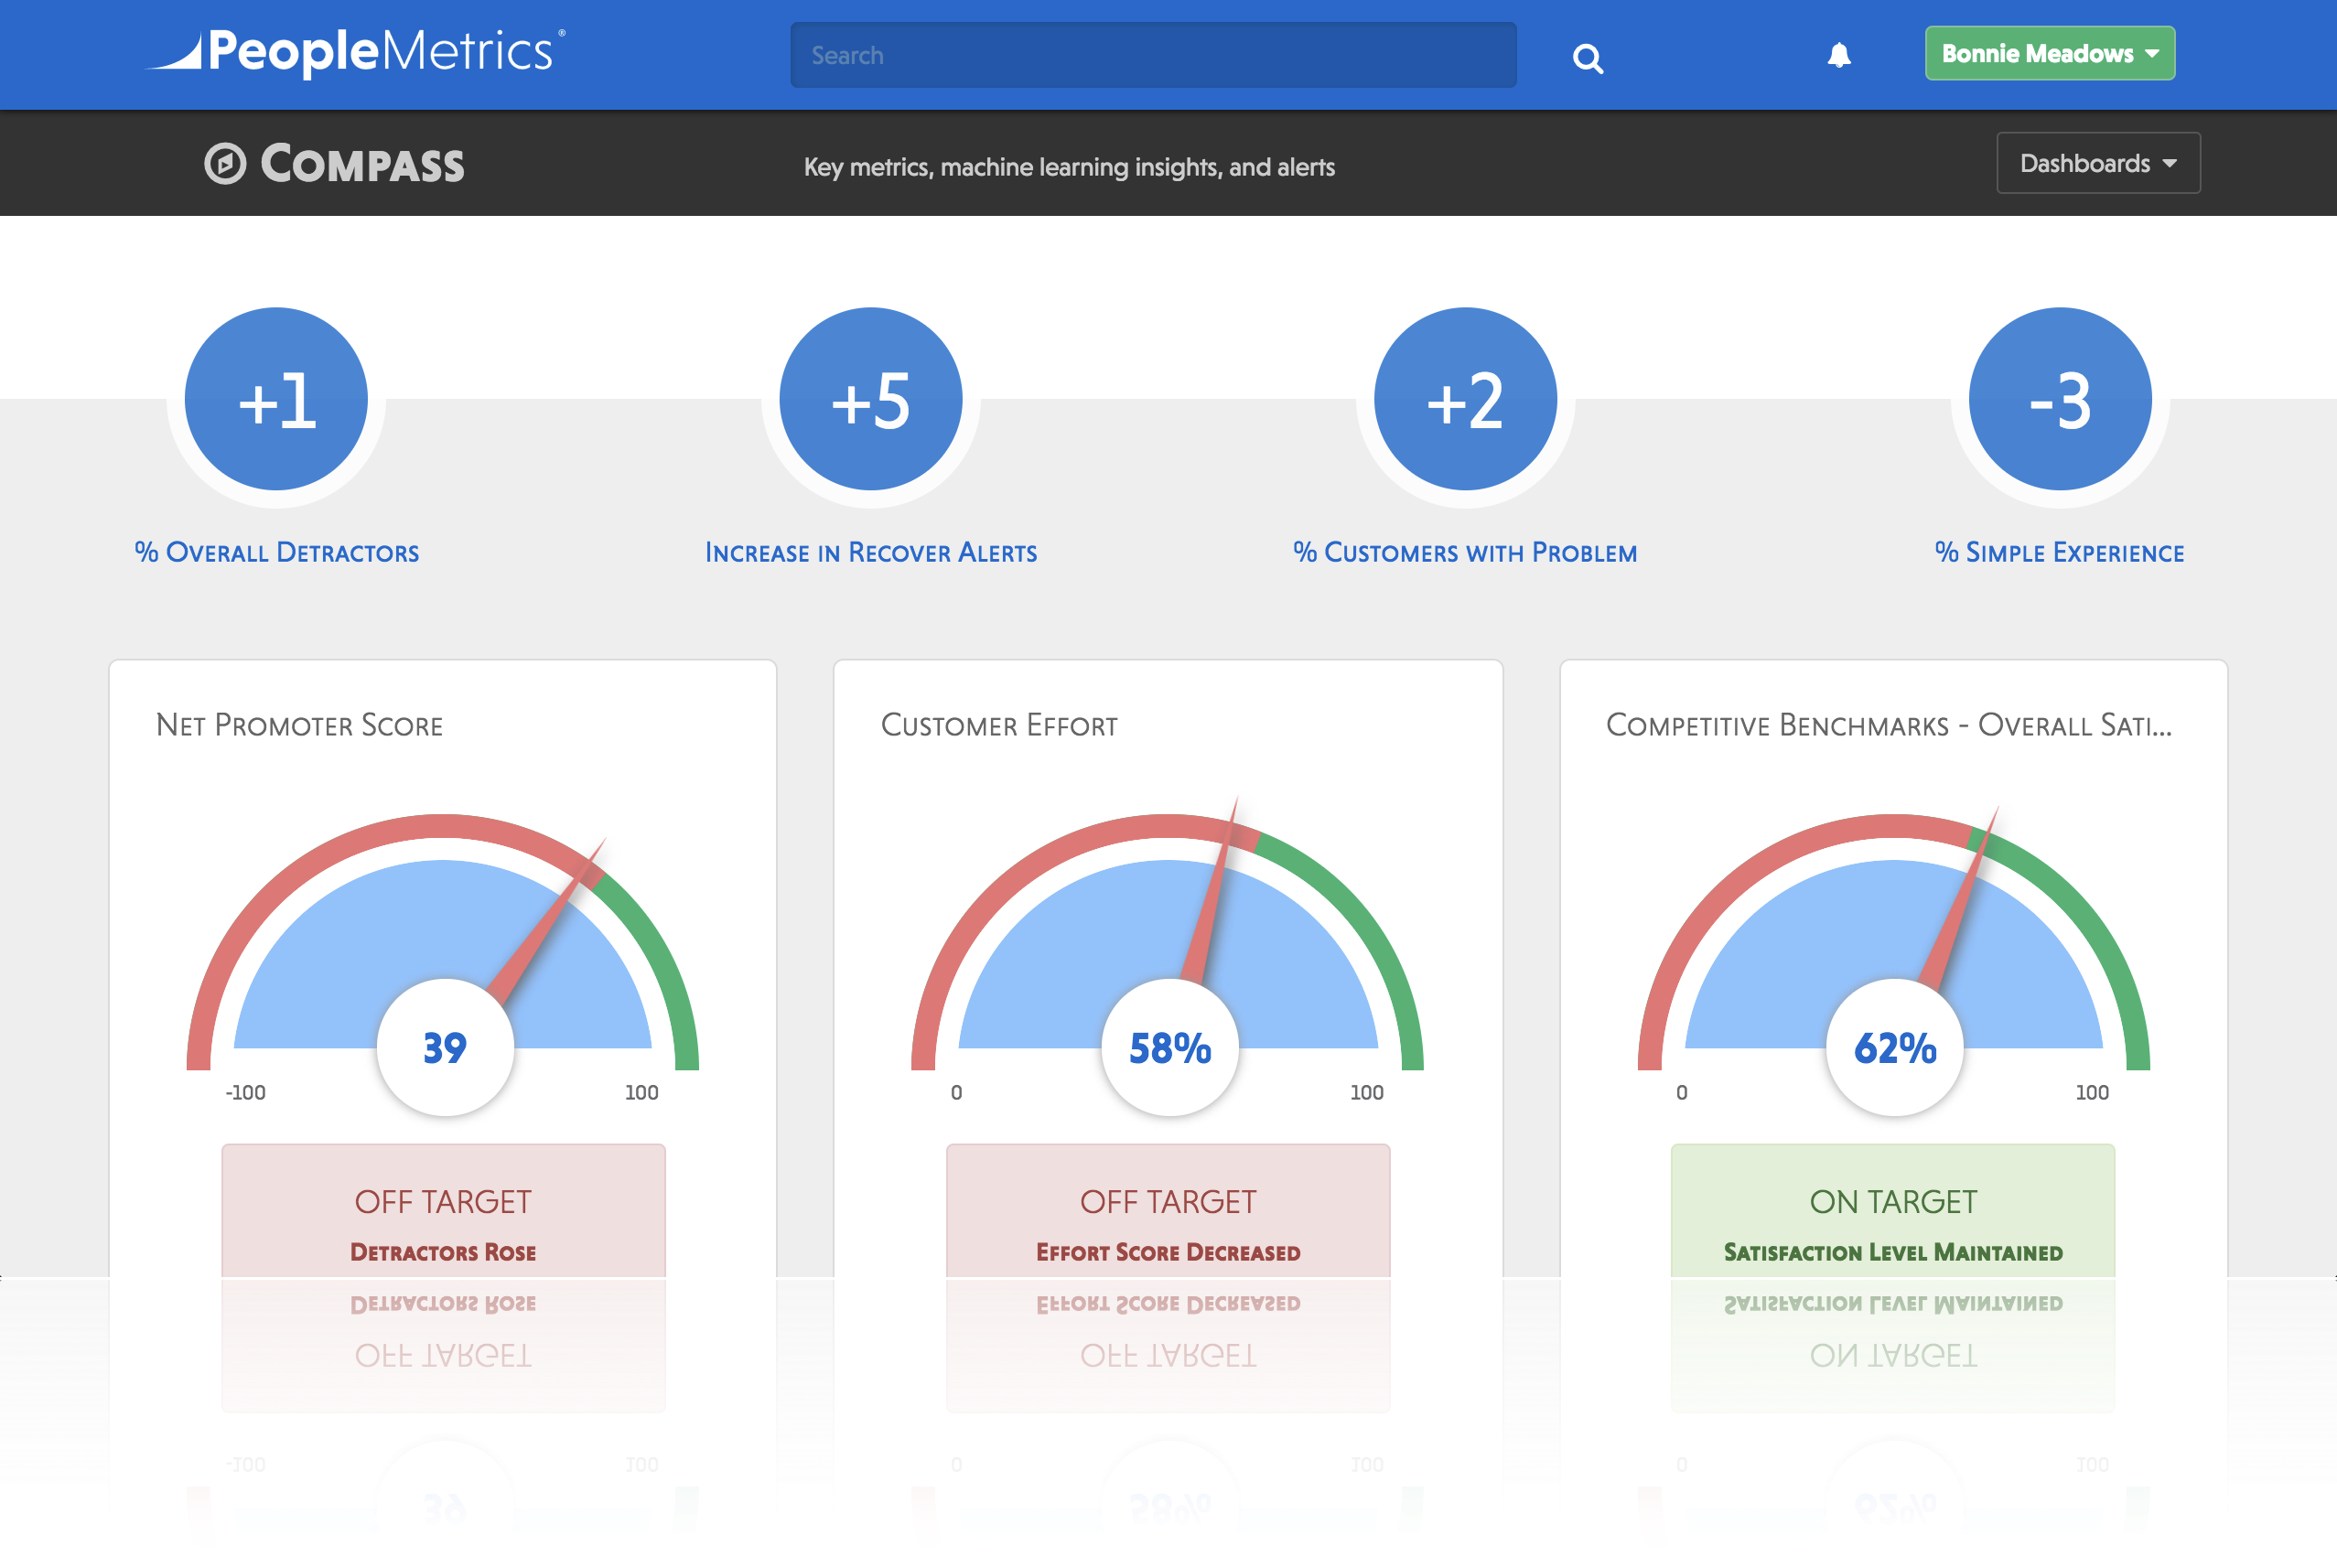 PeopleMetrics®
Search
Bonnie Meadows
COMPASS
Key metrics, machine learning insights, and alerts
Dashboards
+1
+5
+2
-3
% OVERALL DETRACTORS
INCREASE IN RECOVER ALERTS
% CUSTOMERS WITH PROBLEM
% SIMPLE EXPERIENCE
NET PROMOTER SCORE
39
-100
100
OFF TARGET
DETRACTORS ROSE
CUSTOMER EFFORT
58%
0
100
OFF TARGET
EFFORT SCORE DECREASED
COMPETITIVE BENCHMARKS - OVERALL SATI...
62%
0
100
ON TARGET
SATISFACTION LEVEL MAINTAINED